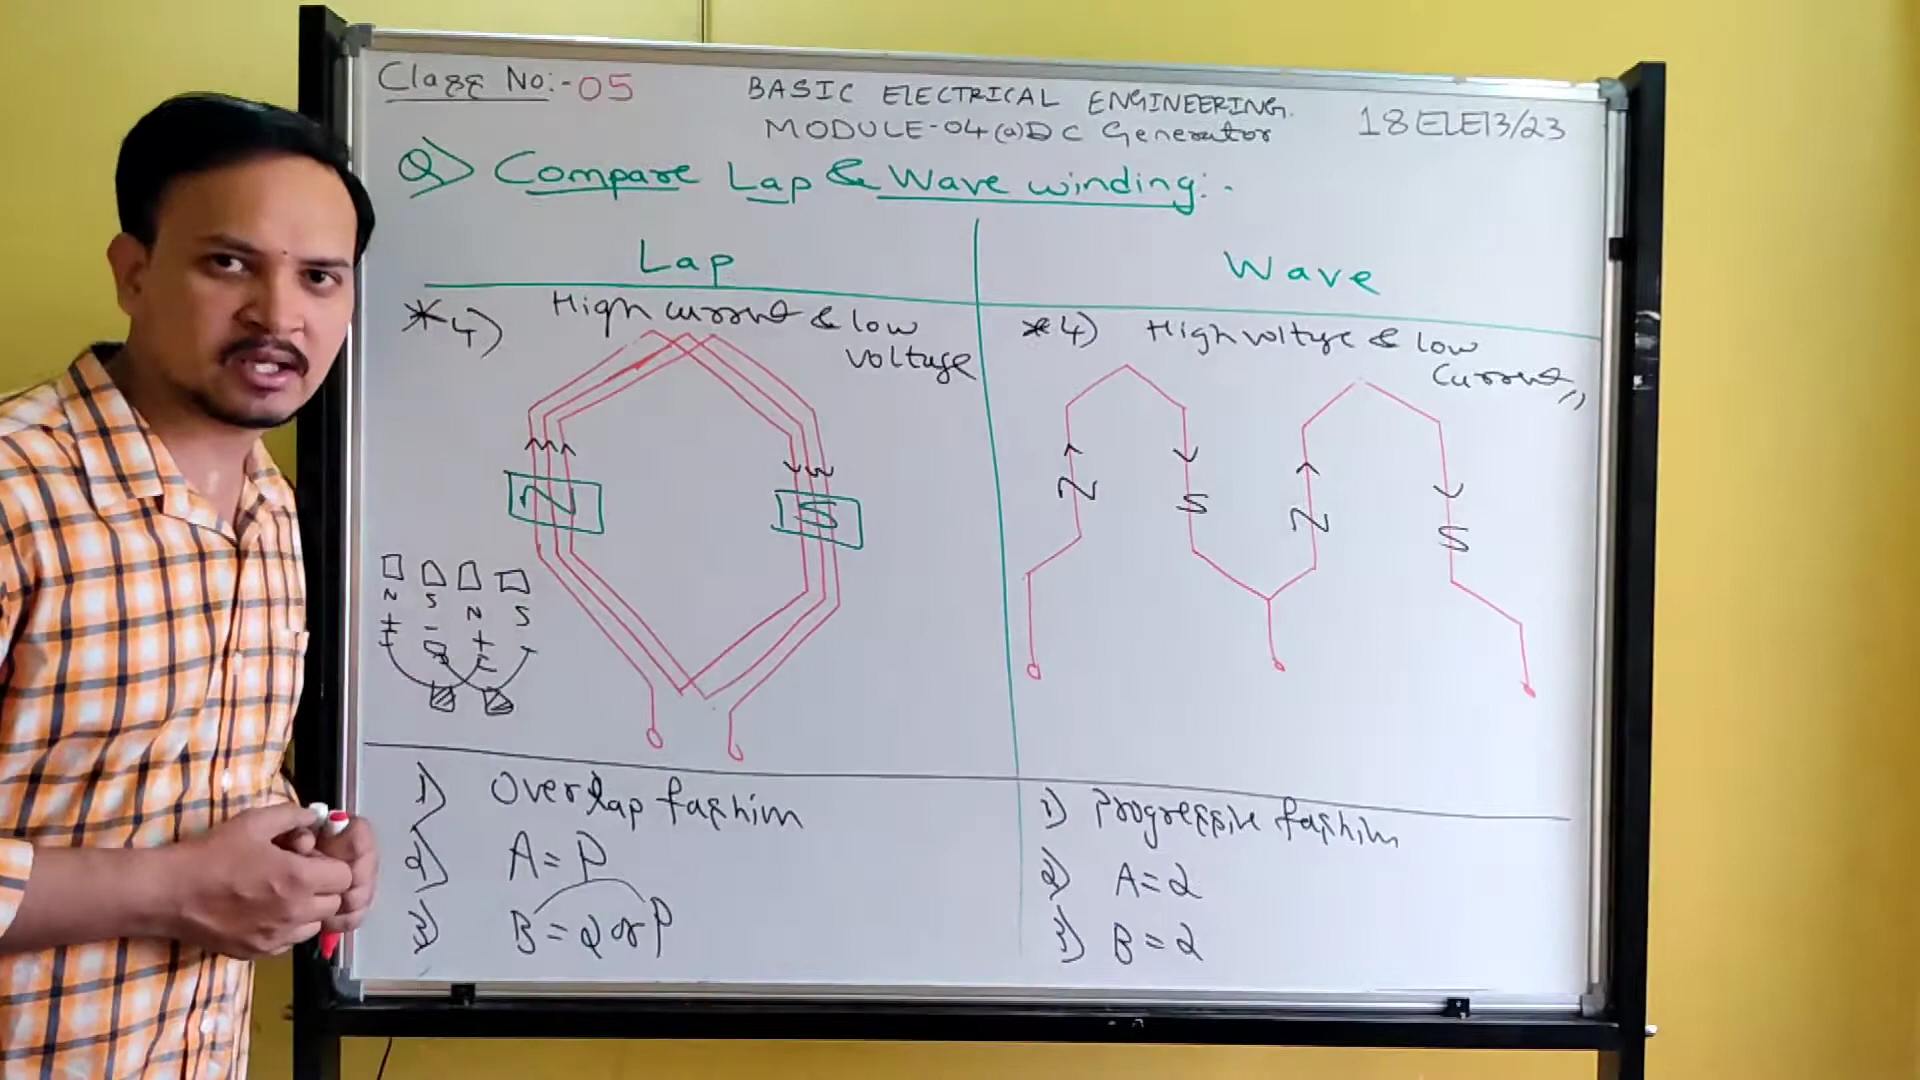 Class No:- 05
BASIC ELECTRICAL ENGINEERING.
MODULE-04 (a) DC Generator
18ELE13/23
Q) Compare Lap & Wave winding:-
Lap
Wave
*4) High current & low
voltage
*4) High voltage & low
Current,,
N
S
N
S
N
S
N S N S
+ - +
1) Overlap fashion
2) A = P
3) B = 2 or P
1) Progressive fashion
2) A = 2
3) B = 2